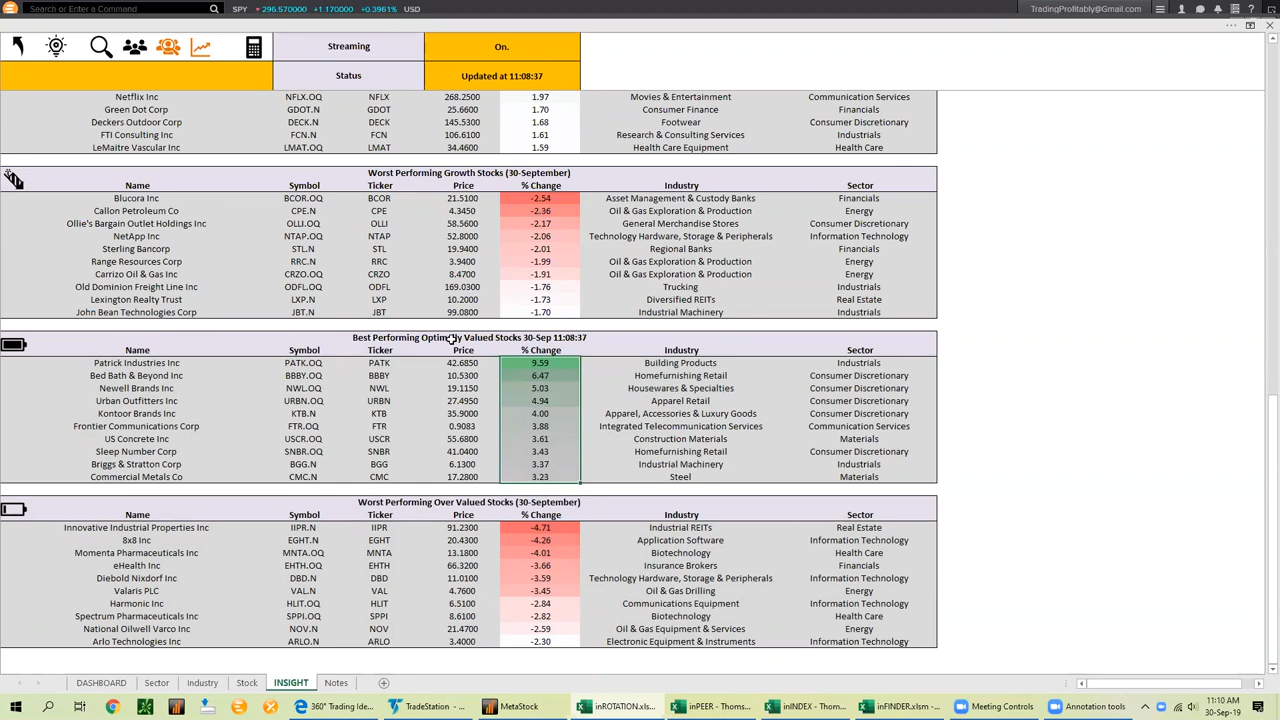 Search or Enter Command SPY 296.570000 +1.170000 +0.3961% USD TradingProfitably@Gmail.com
Streaming On.
Status Updated at 11:08:37
Netflix Inc NFLX.OQ NFLX 268.2500 1.97 Movies & Entertainment Communication Services
Green Dot Corp GDOT.N GDOT 25.6600 1.70 Consumer Finance Financials
Deckers Outdoor Corp DECK.N DECK 145.5300 1.68 Footwear Consumer Discretionary
FTI Consulting Inc FCN.N FCN 106.6100 1.61 Research & Consulting Services Industrials
LeMaitre Vascular Inc LMAT.OQ LMAT 34.4600 1.59 Health Care Equipment Health Care
Worst Performing Growth Stocks (30-September)
Name Symbol Ticker Price % Change Industry Sector
Blucora Inc BCOR.OQ BCOR 21.5100 -2.54 Asset Management & Custody Banks Financials
Callon Petroleum Co CPE.N CPE 4.3450 -2.36 Oil & Gas Exploration & Production Energy
Ollie's Bargain Outlet Holdings Inc OLLI.OQ OLLI 58.5600 -2.17 General Merchandise Stores Consumer Discretionary
NetApp Inc NTAP.OQ NTAP 52.8000 -2.06 Technology Hardware, Storage & Peripherals Information Technology
Sterling Bancorp STL.N STL 19.9400 -2.01 Regional Banks Financials
Range Resources Corp RRC.N RRC 3.9400 -1.99 Oil & Gas Exploration & Production Energy
Carrizo Oil & Gas Inc CRZO.OQ CRZO 8.4700 -1.91 Oil & Gas Exploration & Production Energy
Old Dominion Freight Line Inc ODFL.OQ ODFL 169.0300 -1.76 Trucking Industrials
Lexington Realty Trust LXP.N LXP 10.2000 -1.73 Diversified REITs Real Estate
John Bean Technologies Corp JBT.N JBT 99.0800 -1.70 Industrial Machinery Industrials
Best Performing Optimally Valued Stocks 30-Sep 11:08:37
Name Symbol Ticker Price % Change Industry Sector
Patrick Industries Inc PATK.OQ PATK 42.6850 9.59 Building Products Industrials
Bed Bath & Beyond Inc BBBY.OQ BBBY 10.5300 6.47 Homefurnishing Retail Consumer Discretionary
Newell Brands Inc NWL.OQ NWL 19.1150 5.03 Housewares & Specialties Consumer Discretionary
Urban Outfitters Inc URBN.OQ URBN 27.4950 4.94 Apparel Retail Consumer Discretionary
Kontoor Brands Inc KTB.N KTB 35.9000 4.00 Apparel, Accessories & Luxury Goods Consumer Discretionary
Frontier Communications Corp FTR.OQ FTR 0.9083 3.88 Integrated Telecommunication Services Communication Services
US Concrete Inc USCR.OQ USCR 55.6800 3.61 Construction Materials Materials
Sleep Number Corp SNBR.OQ SNBR 41.0400 3.43 Homefurnishing Retail Consumer Discretionary
Briggs & Stratton Corp BGG.N BGG 6.1300 3.37 Industrial Machinery Industrials
Commercial Metals Co CMC.N CMC 17.2800 3.23 Steel Materials
Worst Performing Over Valued Stocks (30-September)
Name Symbol Ticker Price % Change Industry Sector
Innovative Industrial Properties Inc IIPR.N IIPR 91.2300 -4.71 Industrial REITs Real Estate
8x8 Inc EGHT.N EGHT 20.4300 -4.26 Application Software Information Technology
Momenta Pharmaceuticals Inc MNTA.OQ MNTA 13.1800 -4.01 Biotechnology Health Care
eHealth Inc EHTH.OQ EHTH 66.3200 -3.66 Insurance Brokers Financials
Diebold Nixdorf Inc DBD.N DBD 11.0100 -3.59 Technology Hardware, Storage & Peripherals Information Technology
Valaris PLC VAL.N VAL 4.7600 -3.45 Oil & Gas Drilling Energy
Harmonic Inc HLIT.OQ HLIT 6.5100 -2.84 Communications Equipment Information Technology
Spectrum Pharmaceuticals Inc SPPI.OQ SPPI 8.6100 -2.82 Biotechnology Health Care
National Oilwell Varco Inc NOV.N NOV 21.4700 -2.59 Oil & Gas Equipment & Services Energy
Arlo Technologies Inc ARLO.N ARLO 3.4000 -2.30 Electronic Equipment & Instruments Information Technology
DASHBOARD Sector Industry Stock INSIGHT Notes
360° Trading Ide... TradeStation - ... MetaStock inROTATION.xls... inPEER - Thoms... inINDEX - Thom... inFINDER.xlsm -... Meeting Controls Annotation tools 11:10 AM
30-Sep-19